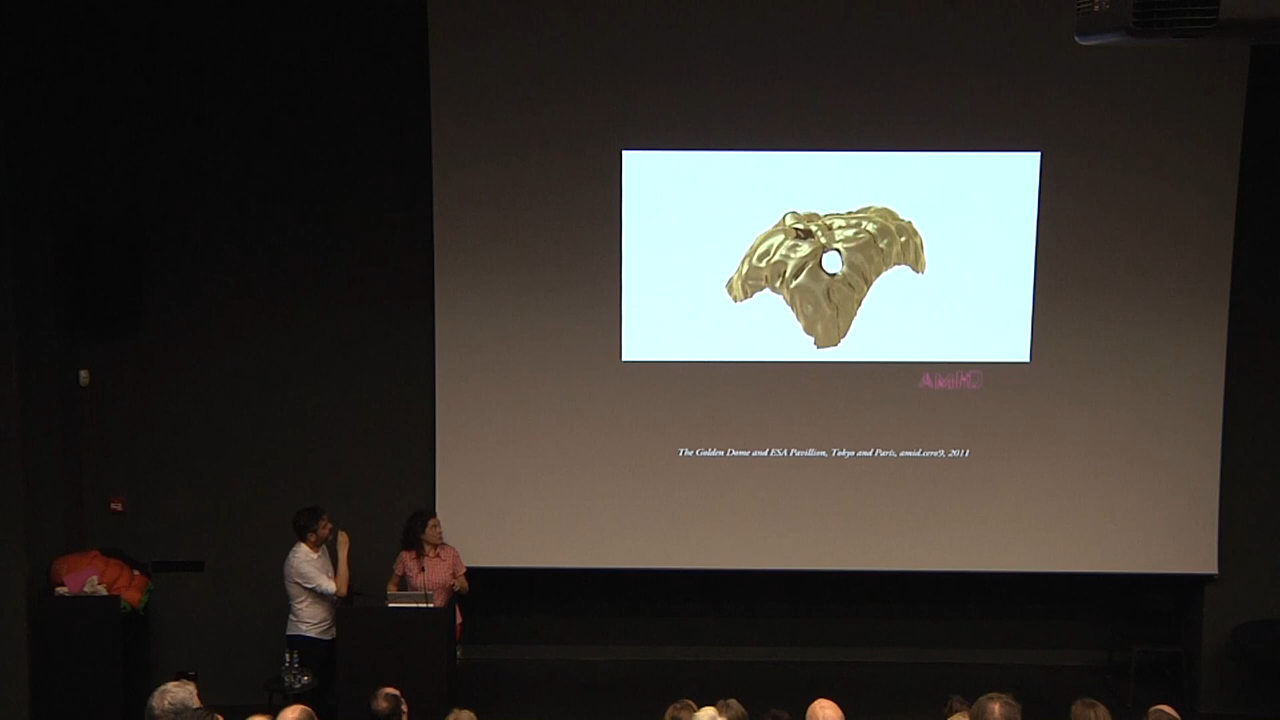 AMID
The Golden Dome and ESA Pavillion, Tokyo and Paris, amid.cero9, 2011